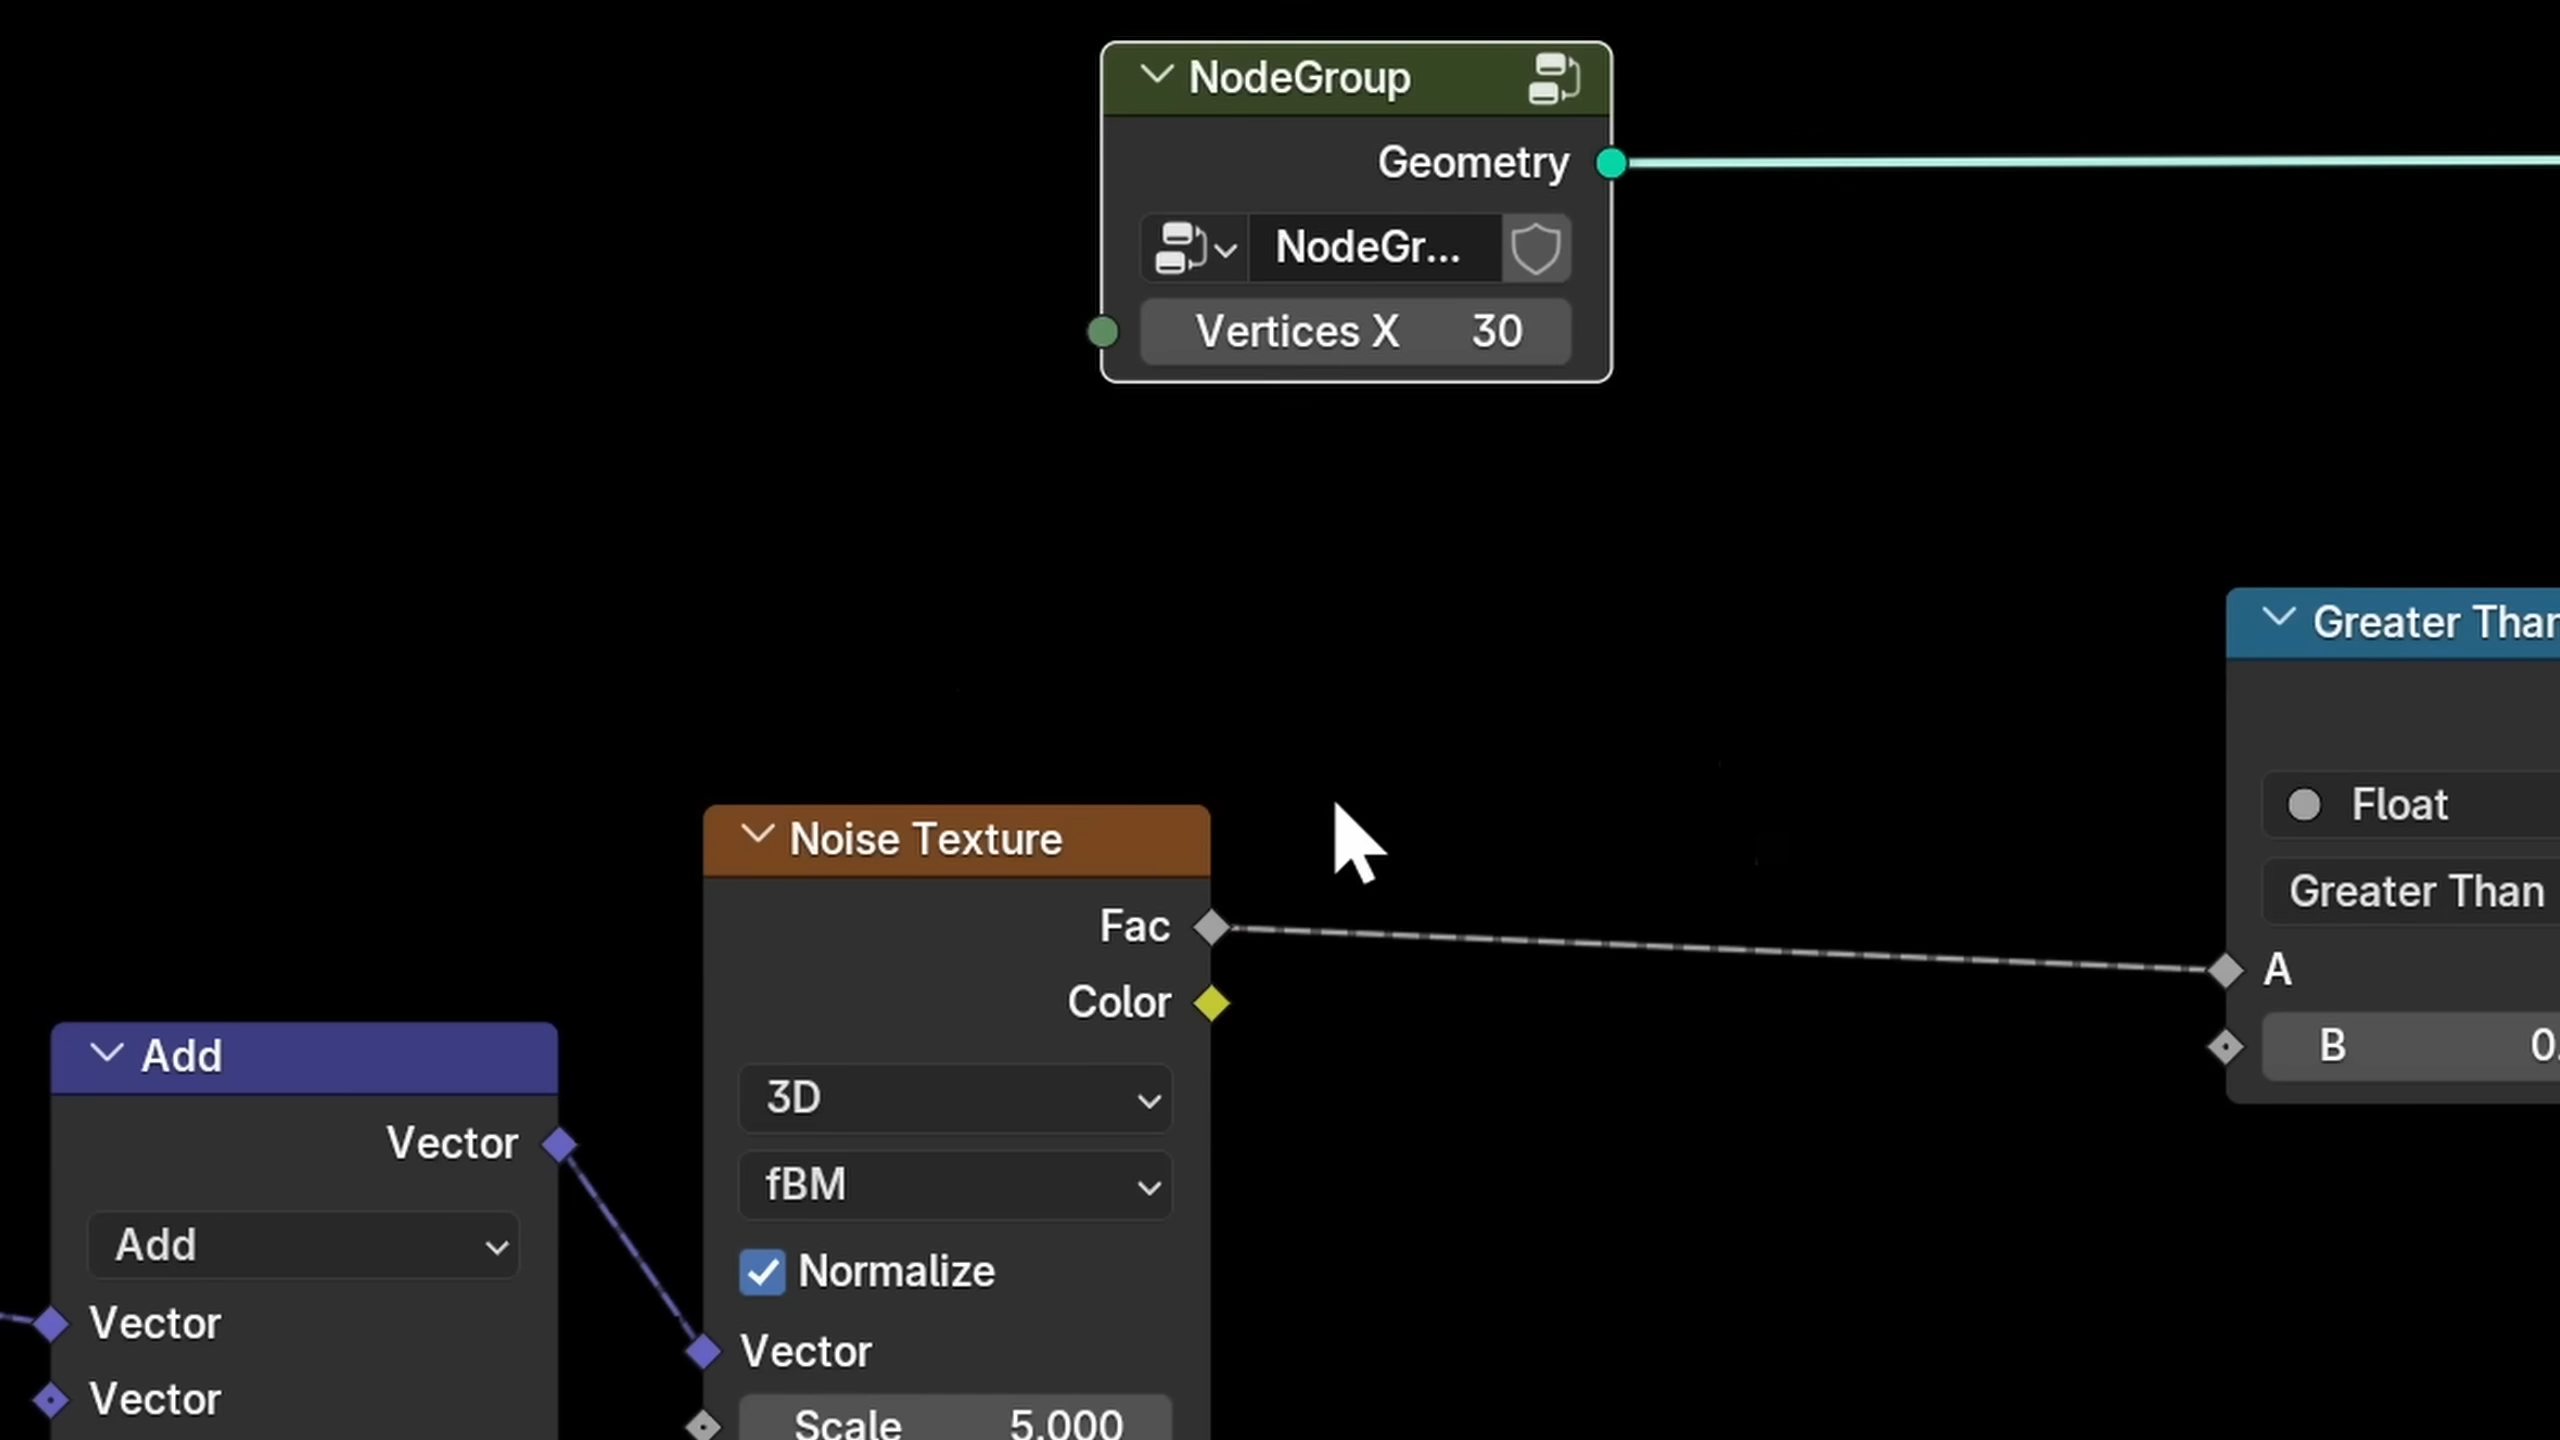 NodeGroup
Geometry
NodeGr...
Vertices X 30
Greater Than
Float
Greater Than
A
B 0.
Noise Texture
Fac
Color
3D
fBM
Normalize
Vector
Scale 5.000
Add
Vector
Add
Vector
Vector